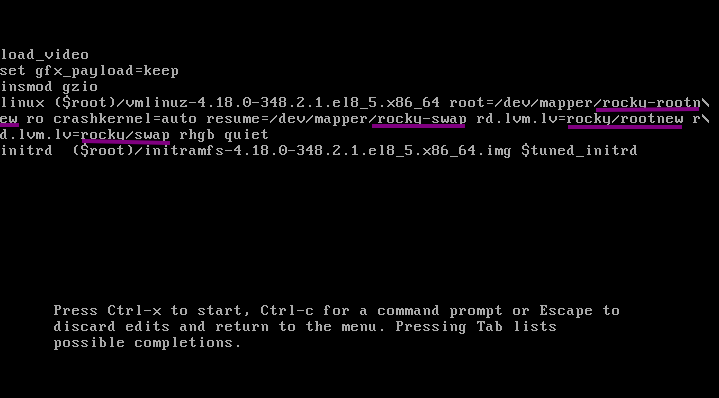 load_video
set gfx_payload=keep
insmod gzio
linux ($root)/vmlinuz-4.18.0-348.2.1.el8_5.x86_64 root=/dev/mapper/rocky-rootn\
ew ro crashkernel=auto resume=/dev/mapper/rocky-swap rd.lvm.lv=rocky/rootnew r\
d.lvm.lv=rocky/swap rhgb quiet
initrd  ($root)/initramfs-4.18.0-348.2.1.el8_5.x86_64.img $tuned_initrd
Press Ctrl-x to start, Ctrl-c for a command prompt or Escape to
discard edits and return to the menu. Pressing Tab lists
possible completions.